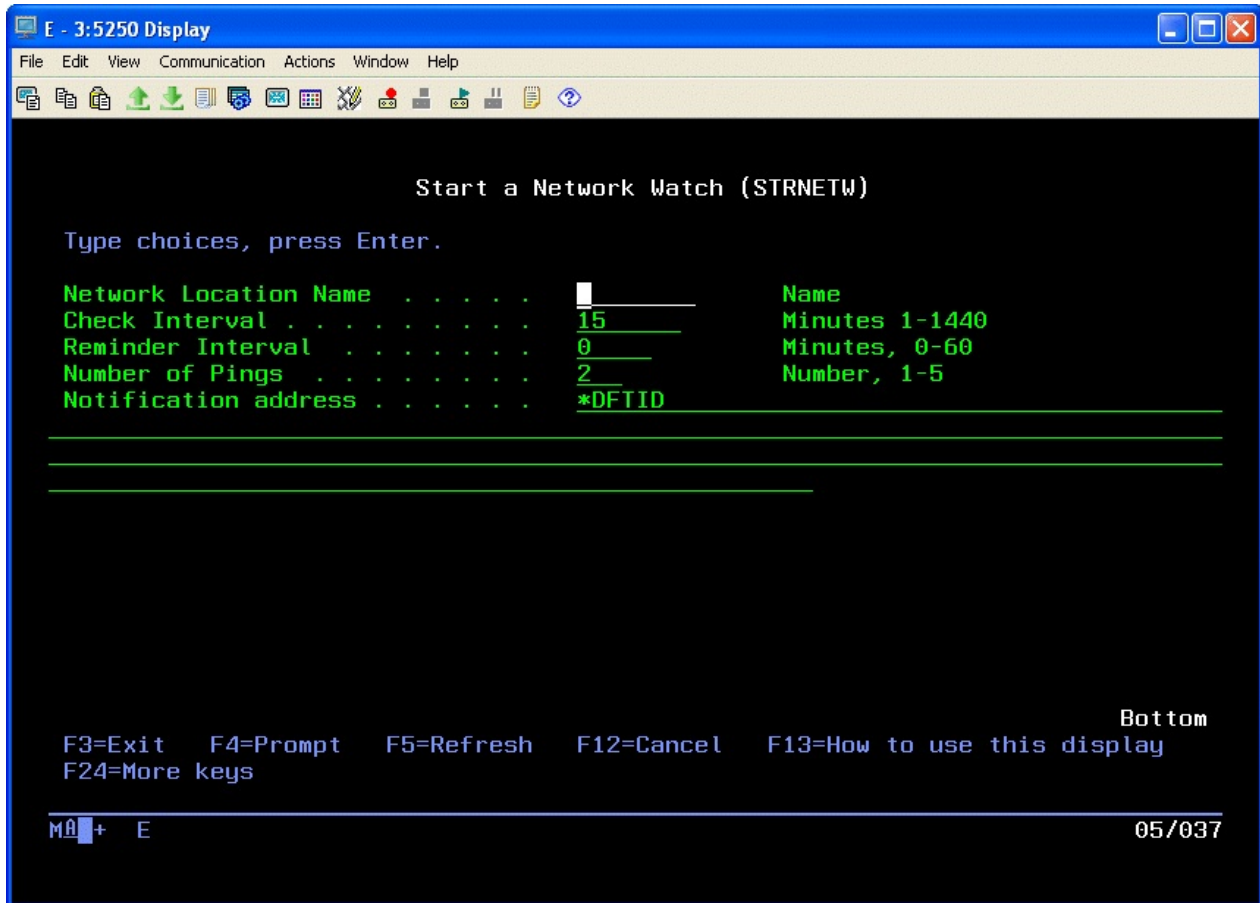 E - 3:5250 Display
File Edit View Communication Actions Window Help
Start a Network Watch (STRNETW)
Type choices, press Enter.
Network Location Name . . . . . Name
Check Interval . . . . . . . . . 15 Minutes 1-1440
Reminder Interval . . . . . . . 0 Minutes, 0-60
Number of Pings . . . . . . . . 2 Number, 1-5
Notification address . . . . . . *DFTID
Bottom
F3=Exit F4=Prompt F5=Refresh F12=Cancel F13=How to use this display
F24=More keys
MA + E 05/037